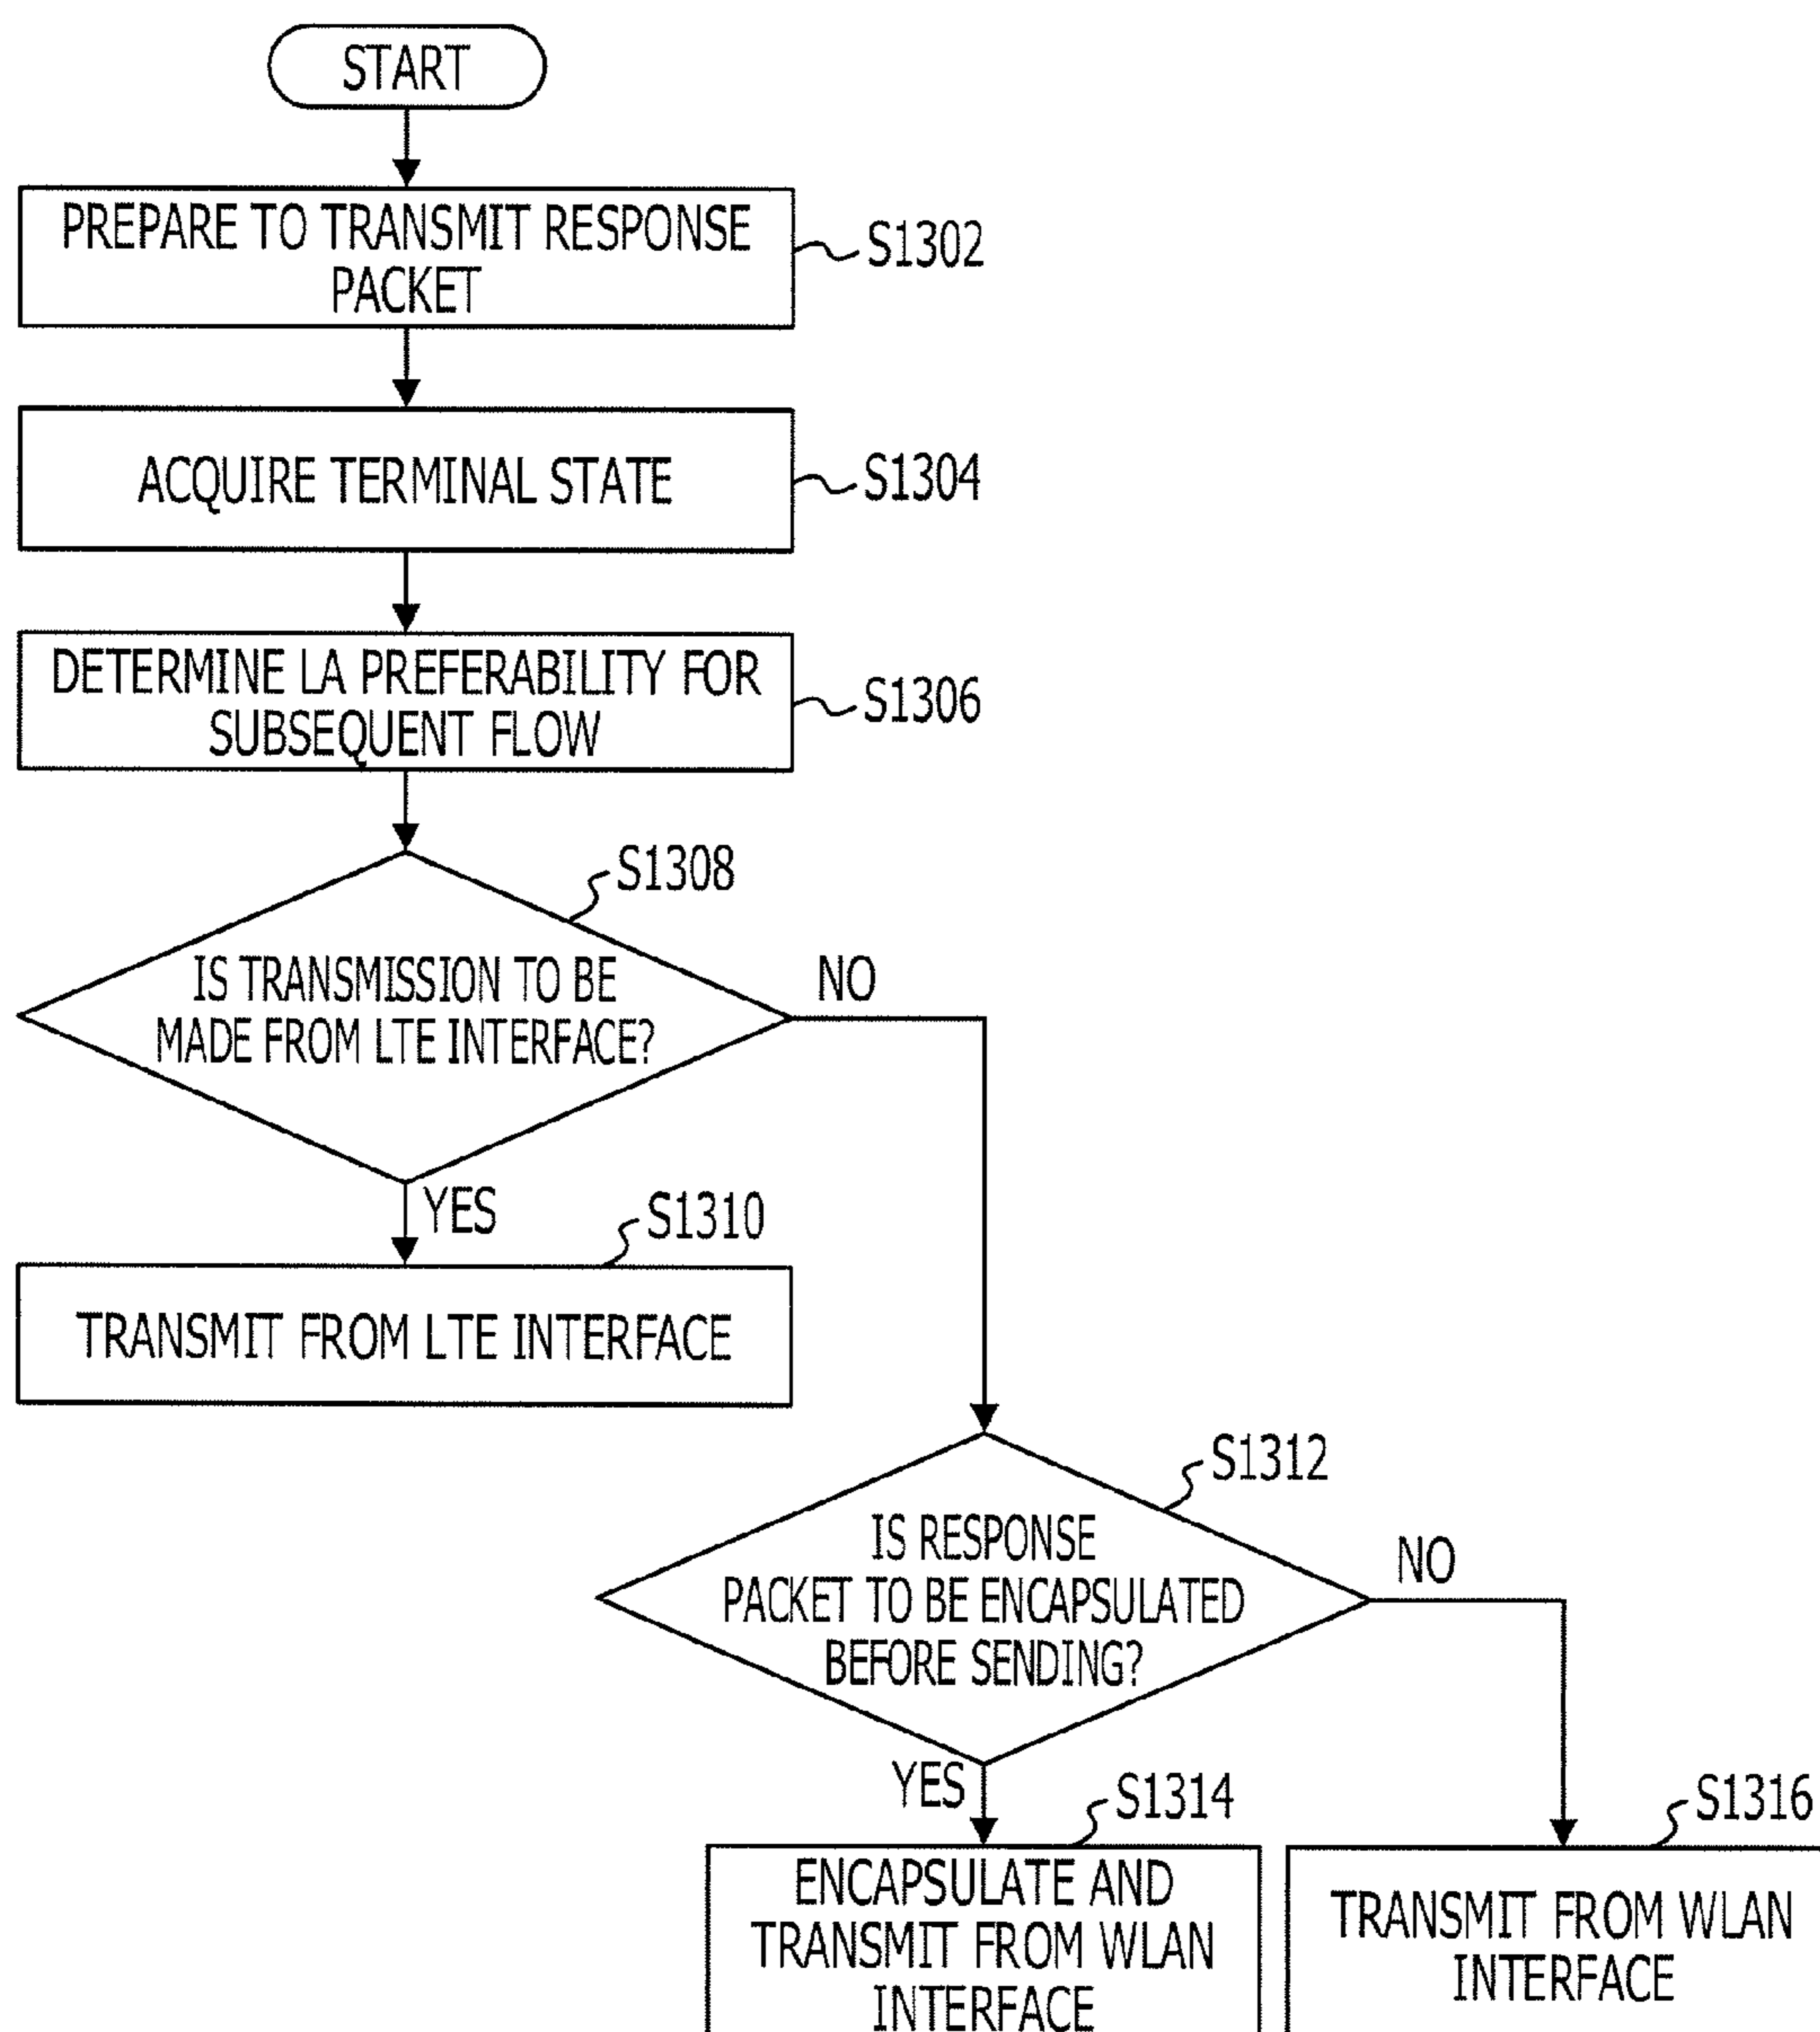 START
PREPARE TO TRANSMIT RESPONSE
PACKET
S1302
ACQUIRE TERMINAL STATE
S1304
DETERMINE LA PREFERABILITY FOR
SUBSEQUENT FLOW
S1306
S1308
IS TRANSMISSION TO BE
MADE FROM LTE INTERFACE?
NO
YES
S1310
TRANSMIT FROM LTE INTERFACE
S1312
IS RESPONSE
PACKET TO BE ENCAPSULATED
BEFORE SENDING?
NO
YES
S1314
ENCAPSULATE AND
TRANSMIT FROM WLAN
INTERFACE
S1316
TRANSMIT FROM WLAN
INTERFACE